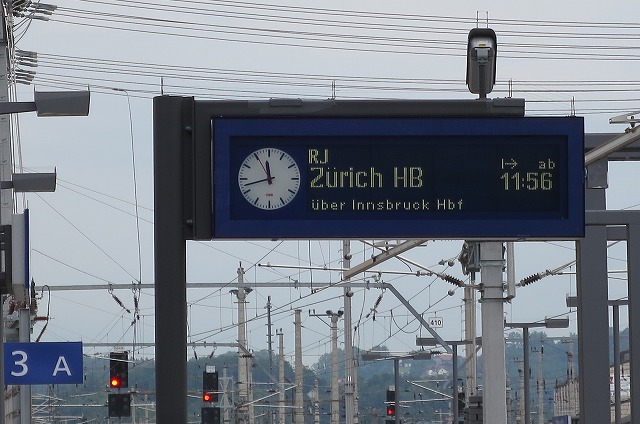 RJ
Zürich HB
ab
11:56
über Innsbruck Hbf
410
3 A